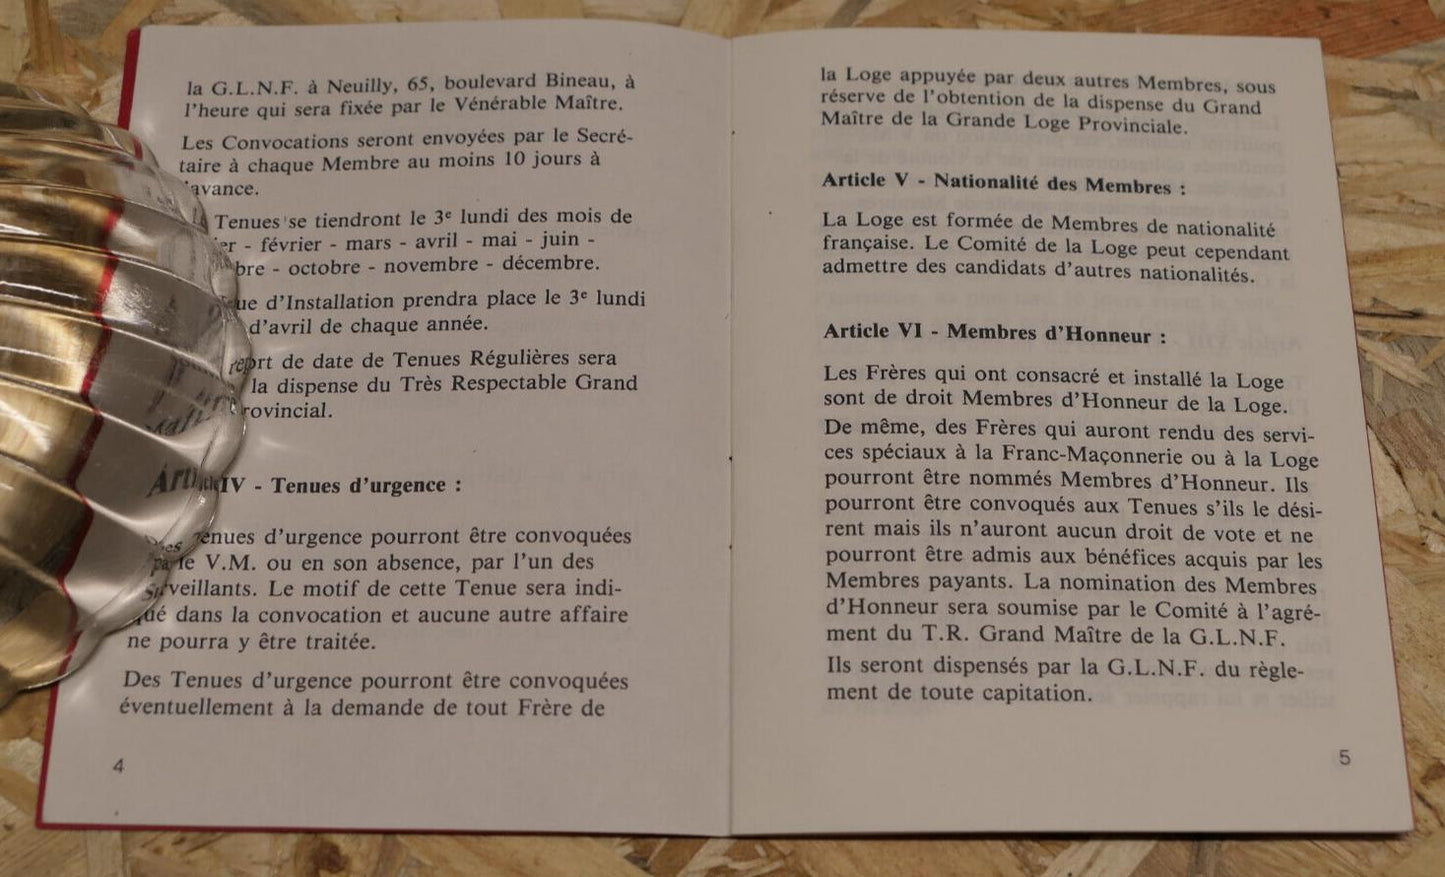 la G.L.N.F. à Neuilly, 65, boulevard Bineau, à
l'heure qui sera fixée par le Vénérable Maître.
Les Convocations seront envoyées par le Secré-
taire à chaque Membre au moins 10 jours à
avance.
Tenues se tiendront le 3e lundi des mois de
er - février - mars - avril - mai - juin -
bre - octobre - novembre - décembre.
ue d'Installation prendra place le 3e lundi
d'avril de chaque année.
report de date de Tenues Régulières sera
la dispense du Très Respectable Grand
rovincial.
IV - Tenues d'urgence :
Tenues d'urgence pourront être convoquées
le V.M. ou en son absence, par l'un des
Surveillants. Le motif de cette Tenue sera indi-
qué dans la convocation et aucune autre affaire
ne pourra y être traitée.
Des Tenues d'urgence pourront être convoquées
éventuellement à la demande de tout Frère de
4
la Loge appuyée par deux autres Membres, sous
réserve de l'obtention de la dispense du Grand
Maître de la Grande Loge Provinciale.
Article V - Nationalité des Membres :
La Loge est formée de Membres de nationalité
française. Le Comité de la Loge peut cependant
admettre des candidats d'autres nationalités.
Article VI - Membres d'Honneur :
Les Frères qui ont consacré et installé la Loge
sont de droit Membres d'Honneur de la Loge.
De même, des Frères qui auront rendu des servi-
ces spéciaux à la Franc-Maçonnerie ou à la Loge
pourront être nommés Membres d'Honneur. Ils
pourront être convoqués aux Tenues s'ils le dési-
rent mais ils n'auront aucun droit de vote et ne
pourront être admis aux bénéfices acquis par les
Membres payants. La nomination des Membres
d'Honneur sera soumise par le Comité à l'agré-
ment du T.R. Grand Maître de la G.L.N.F.
Ils seront dispensés par la G.L.N.F. du règle-
ment de toute capitation.
5